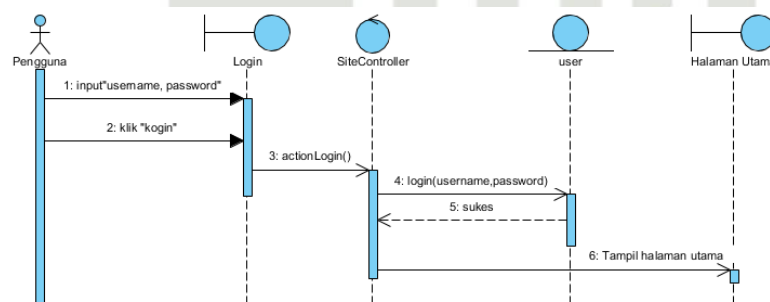 Pengguna
Login
SiteController
user
Halaman Utam
1: input"username, password"
2: klik "kogin"
3: actionLogin()
4: login(username,password)
5: sukes
6: Tampil halaman utama